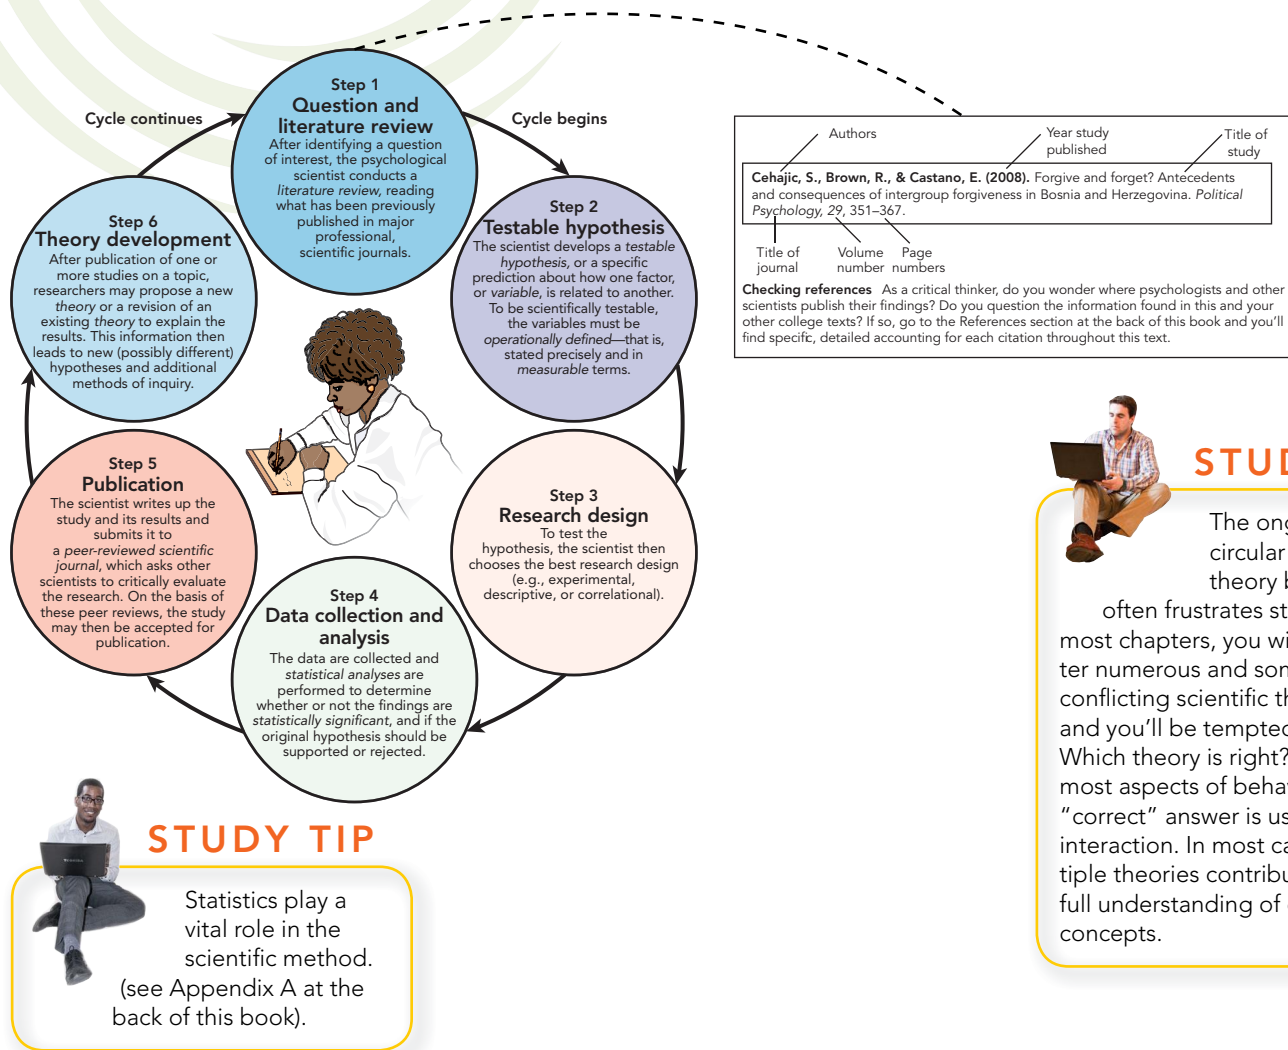 Cycle continues
Cycle begins
Step 1
Question and
literature review
After identifying a question
of interest, the psychological
scientist conducts a
literature review, reading
what has been previously
published in major
professional,
scientific journals.
Step 2
Testable hypothesis
The scientist develops a testable
hypothesis, or a specific
prediction about how one factor,
or variable, is related to another.
To be scientifically testable,
the variables must be
operationally defined—that is,
stated precisely and in
measurable terms.
Step 3
Research design
To test the
hypothesis, the scientist then
chooses the best research design
(e.g., experimental,
descriptive, or correlational).
Step 4
Data collection and
analysis
The data are collected and
statistical analyses are
performed to determine
whether or not the findings are
statistically significant, and if the
original hypothesis should be
supported or rejected.
Step 5
Publication
The scientist writes up the
study and its results and
submits it to
a peer-reviewed scientific
journal, which asks other
scientists to critically evaluate
the research. On the basis of
these peer reviews, the study
may then be accepted for
publication.
Step 6
Theory development
After publication of one or
more studies on a topic,
researchers may propose a new
theory or a revision of an
existing theory to explain the
results. This information then
leads to new (possibly different)
hypotheses and additional
methods of inquiry.
Authors
Year study
published
Title of
study
Cehajic, S., Brown, R., & Castano, E. (2008). Forgive and forget? Antecedents
and consequences of intergroup forgiveness in Bosnia and Herzegovina. Political
Psychology, 29, 351–367.
Title of
journal
Volume
number
Page
numbers
Checking references As a critical thinker, do you wonder where psychologists and other
scientists publish their findings? Do you question the information found in this and your
other college texts? If so, go to the References section at the back of this book and you'll
find specific, detailed accounting for each citation throughout this text.
STUDY TIP
Statistics play a
vital role in the
scientific method.
(see Appendix A at the
back of this book).
STUD
The ong
circular
theory b
often frustrates st
most chapters, you wi
ter numerous and som
conflicting scientific th
and you'll be tempted
Which theory is right?
most aspects of behav
"correct" answer is us
interaction. In most ca
tiple theories contribu
full understanding of
concepts.